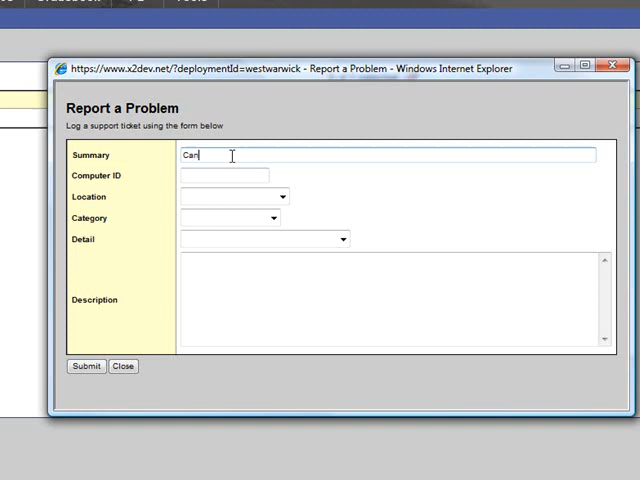 https://www.x2dev.net/?deploymentId=westwarwick - Report a Problem - Windows Internet Explorer
Report a Problem
Log a support ticket using the form below
Summary
Can
Computer ID
Location
Category
Detail
Description
Submit
Close